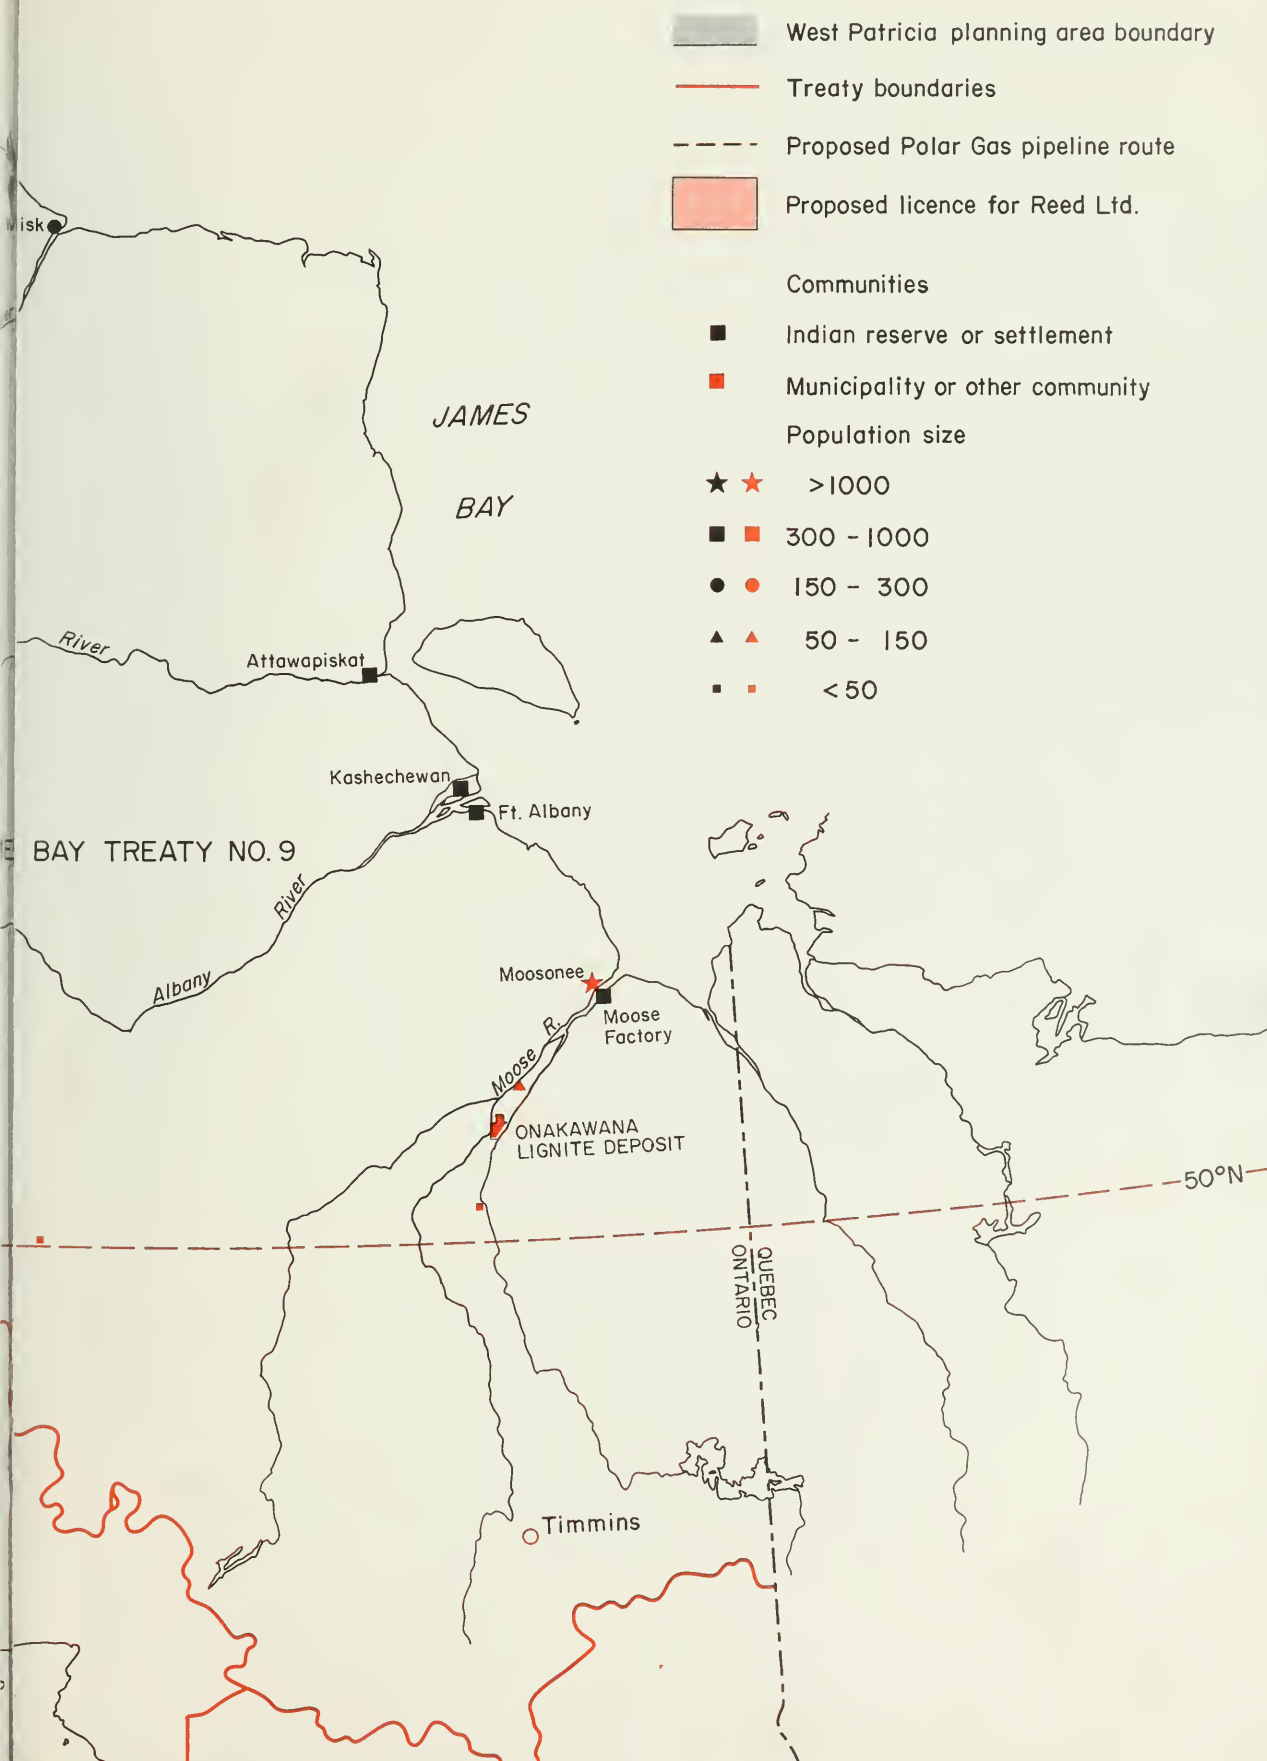 West Patricia planning area boundary
Treaty boundaries
Proposed Polar Gas pipeline route
Proposed licence for Reed Ltd.
Communities
Indian reserve or settlement
Municipality or other community
Population size
>1000
300 - 1000
150 - 300
50 - 150
<50
isk
JAMES
BAY
River
Attawapiskat
Kashechewan
Ft. Albany
BAY TREATY NO. 9
River
Albany
Moosonee
Moose
Factory
Moose R.
ONAKAWANA
LIGNITE DEPOSIT
50°N
QUEBEC
ONTARIO
Timmins